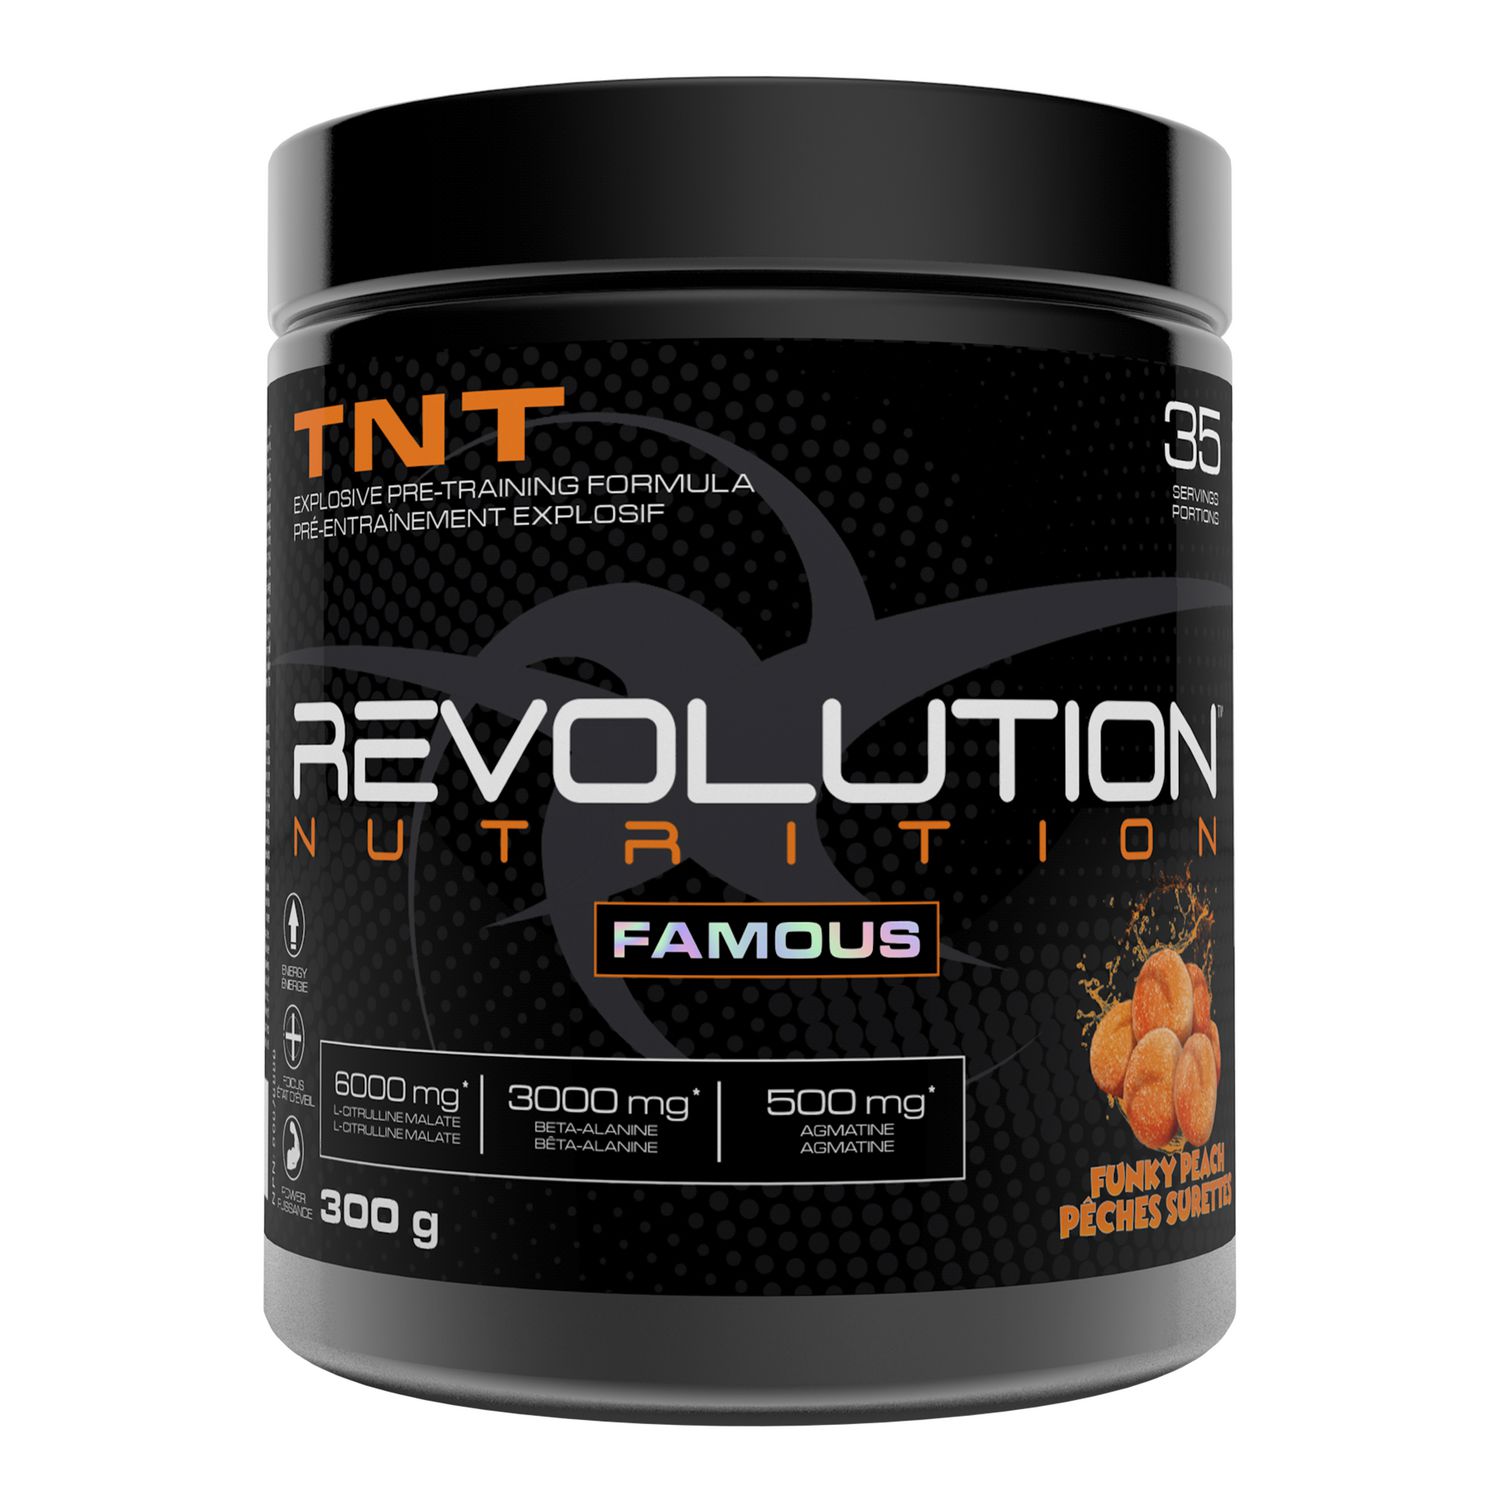 TNT
EXPLOSIVE PRE-TRAINING FORMULA
PRÉ-ENTRAÎNEMENT EXPLOSIF
35
SERVINGS
PORTIONS
REVOLUTION™
NUTRITION
FAMOUS
ENERGY
ÉNERGIE
FOCUS
ÉTAT D'ÉVEIL
POWER
PUISSANCE
6000 mg*
L-CITRULLINE MALATE
L-CITRULLINE MALATE
3000 mg*
BETA-ALANINE
BÊTA-ALANINE
500 mg*
AGMATINE
AGMATINE
300 g
FUNKY PEACH
PÊCHES SURETTES